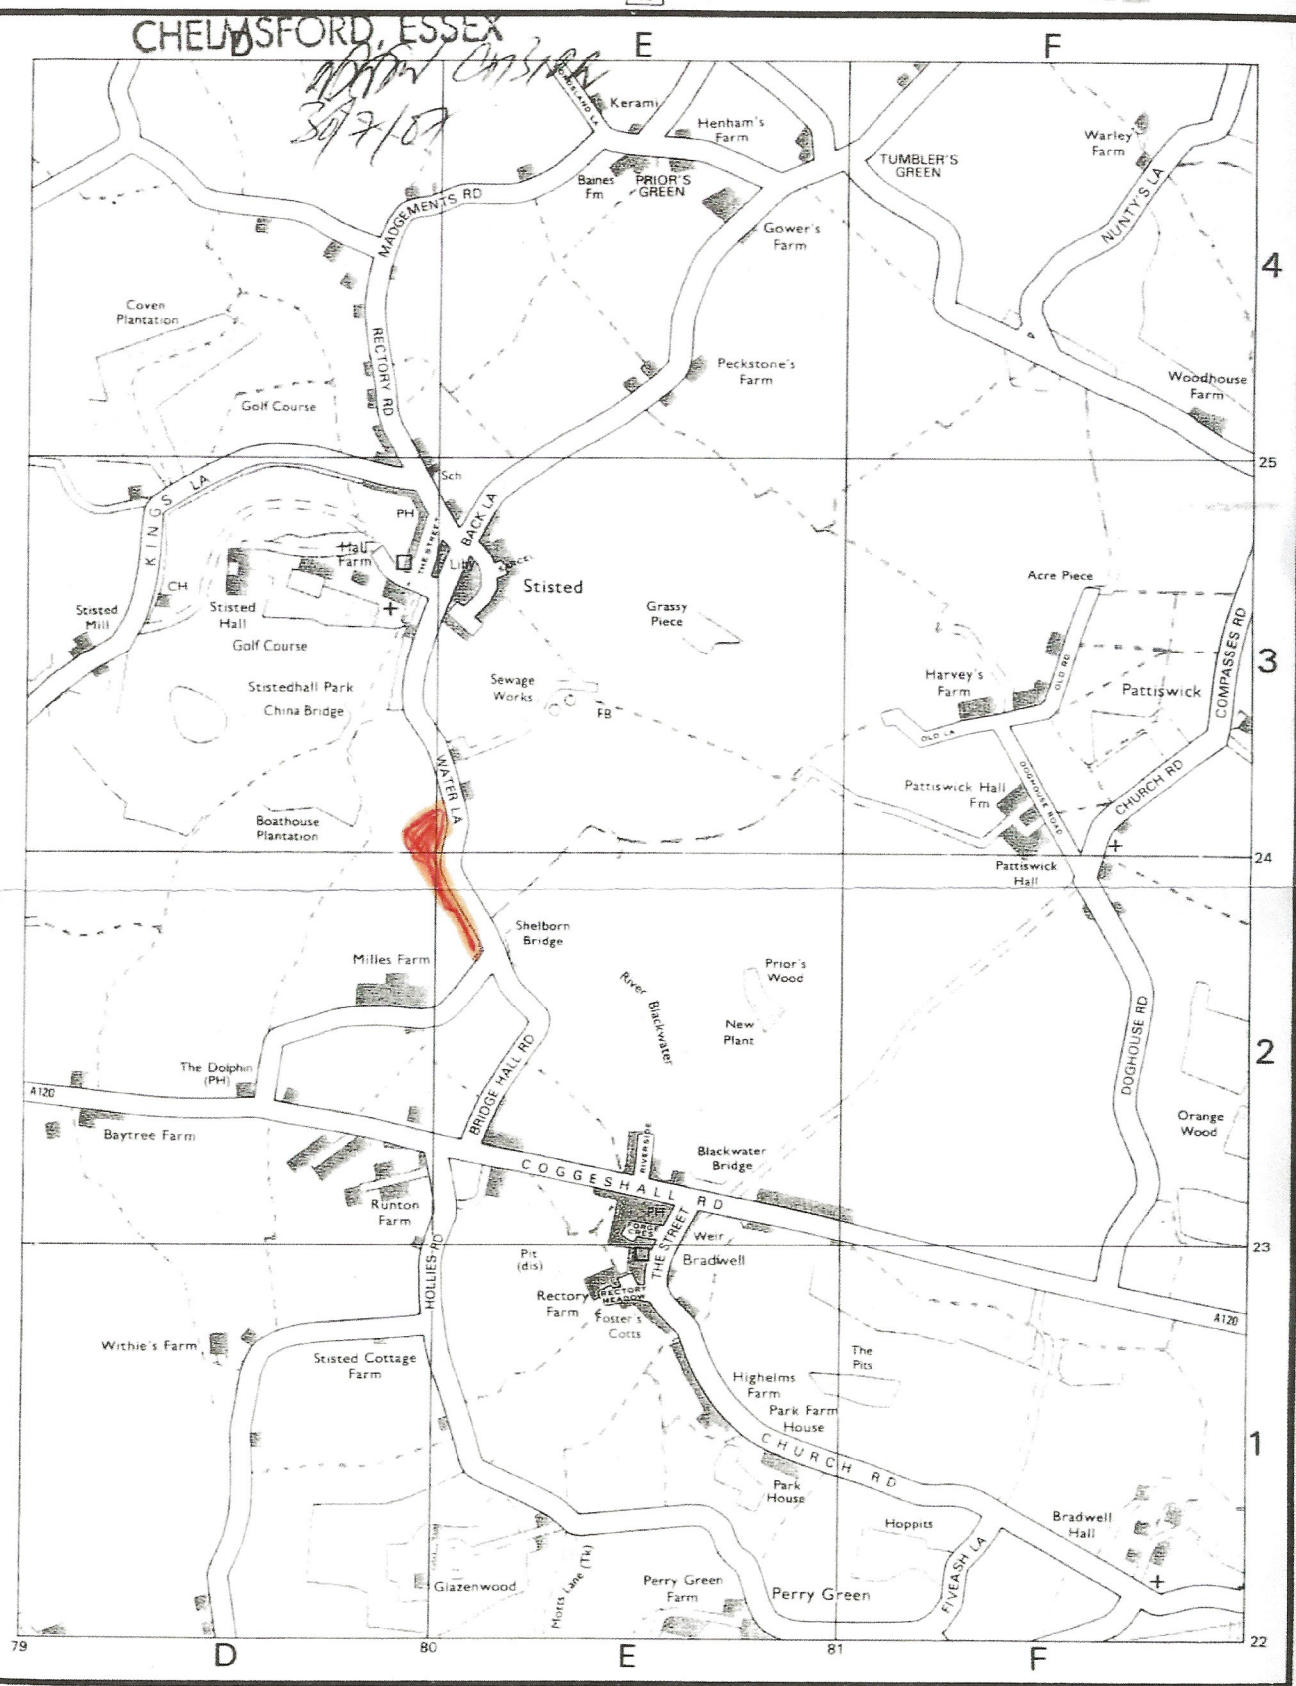 CHELMSFORD, ESSEX
D
E
F
30/7/07
Kerami
Henham's
Farm
Warley
Farm
TUMBLER'S
GREEN
Baines
Fm
PRIOR'S
GREEN
MADGEMENTS RD
NUNTY'S LA
Gower's
Farm
4
Coven
Plantation
RECTORY RD
Peckstone's
Farm
P
Woodhouse
Farm
Golf Course
25
Sch
KINGS LA
PH
THE STREET
BACK LA
Hall
Farm
Stisted
Acre Piece
CH
Stisted
Mill
Stisted
Hall
Grassy
Piece
Golf Course
COMPASSES RD
3
Sewage
Works
Harvey's
Farm
OLD RD
Pattiswick
Stistedhall Park
China Bridge
FB
OLD LA
WATER LA
DOGHOUSE ROAD
CHURCH RD
Pattiswick Hall
Fm
Boathouse
Plantation
24
Pattiswick
Hall
Shelborn
Bridge
Milles Farm
Prior's
Wood
River Blackwater
New
Plant
DOGHOUSE RD
BRIDGE HALL RD
2
The Dolphin
(PH)
A120
Baytree Farm
Orange
Wood
RIVERSIDE
Blackwater
Bridge
COGGESHALL RD
Runton
Farm
PH
FORGE
CRES
THE STREET
Weir
23
HOLLIES RD
Pit
(dis)
Bradwell
Rectory
Farm
RECTORY
MEADOW
Foster's
Cotts
A120
Withie's Farm
Stisted Cottage
Farm
The
Pits
Highelms
Farm
Park Farm
House
CHURCH RD
1
Park
House
Hoppits
Bradwell
Hall
FIVEASH LA
Glazenwood
Motts Lane (Tk)
Perry Green
Farm
Perry Green
79
80
81
22
D
E
F